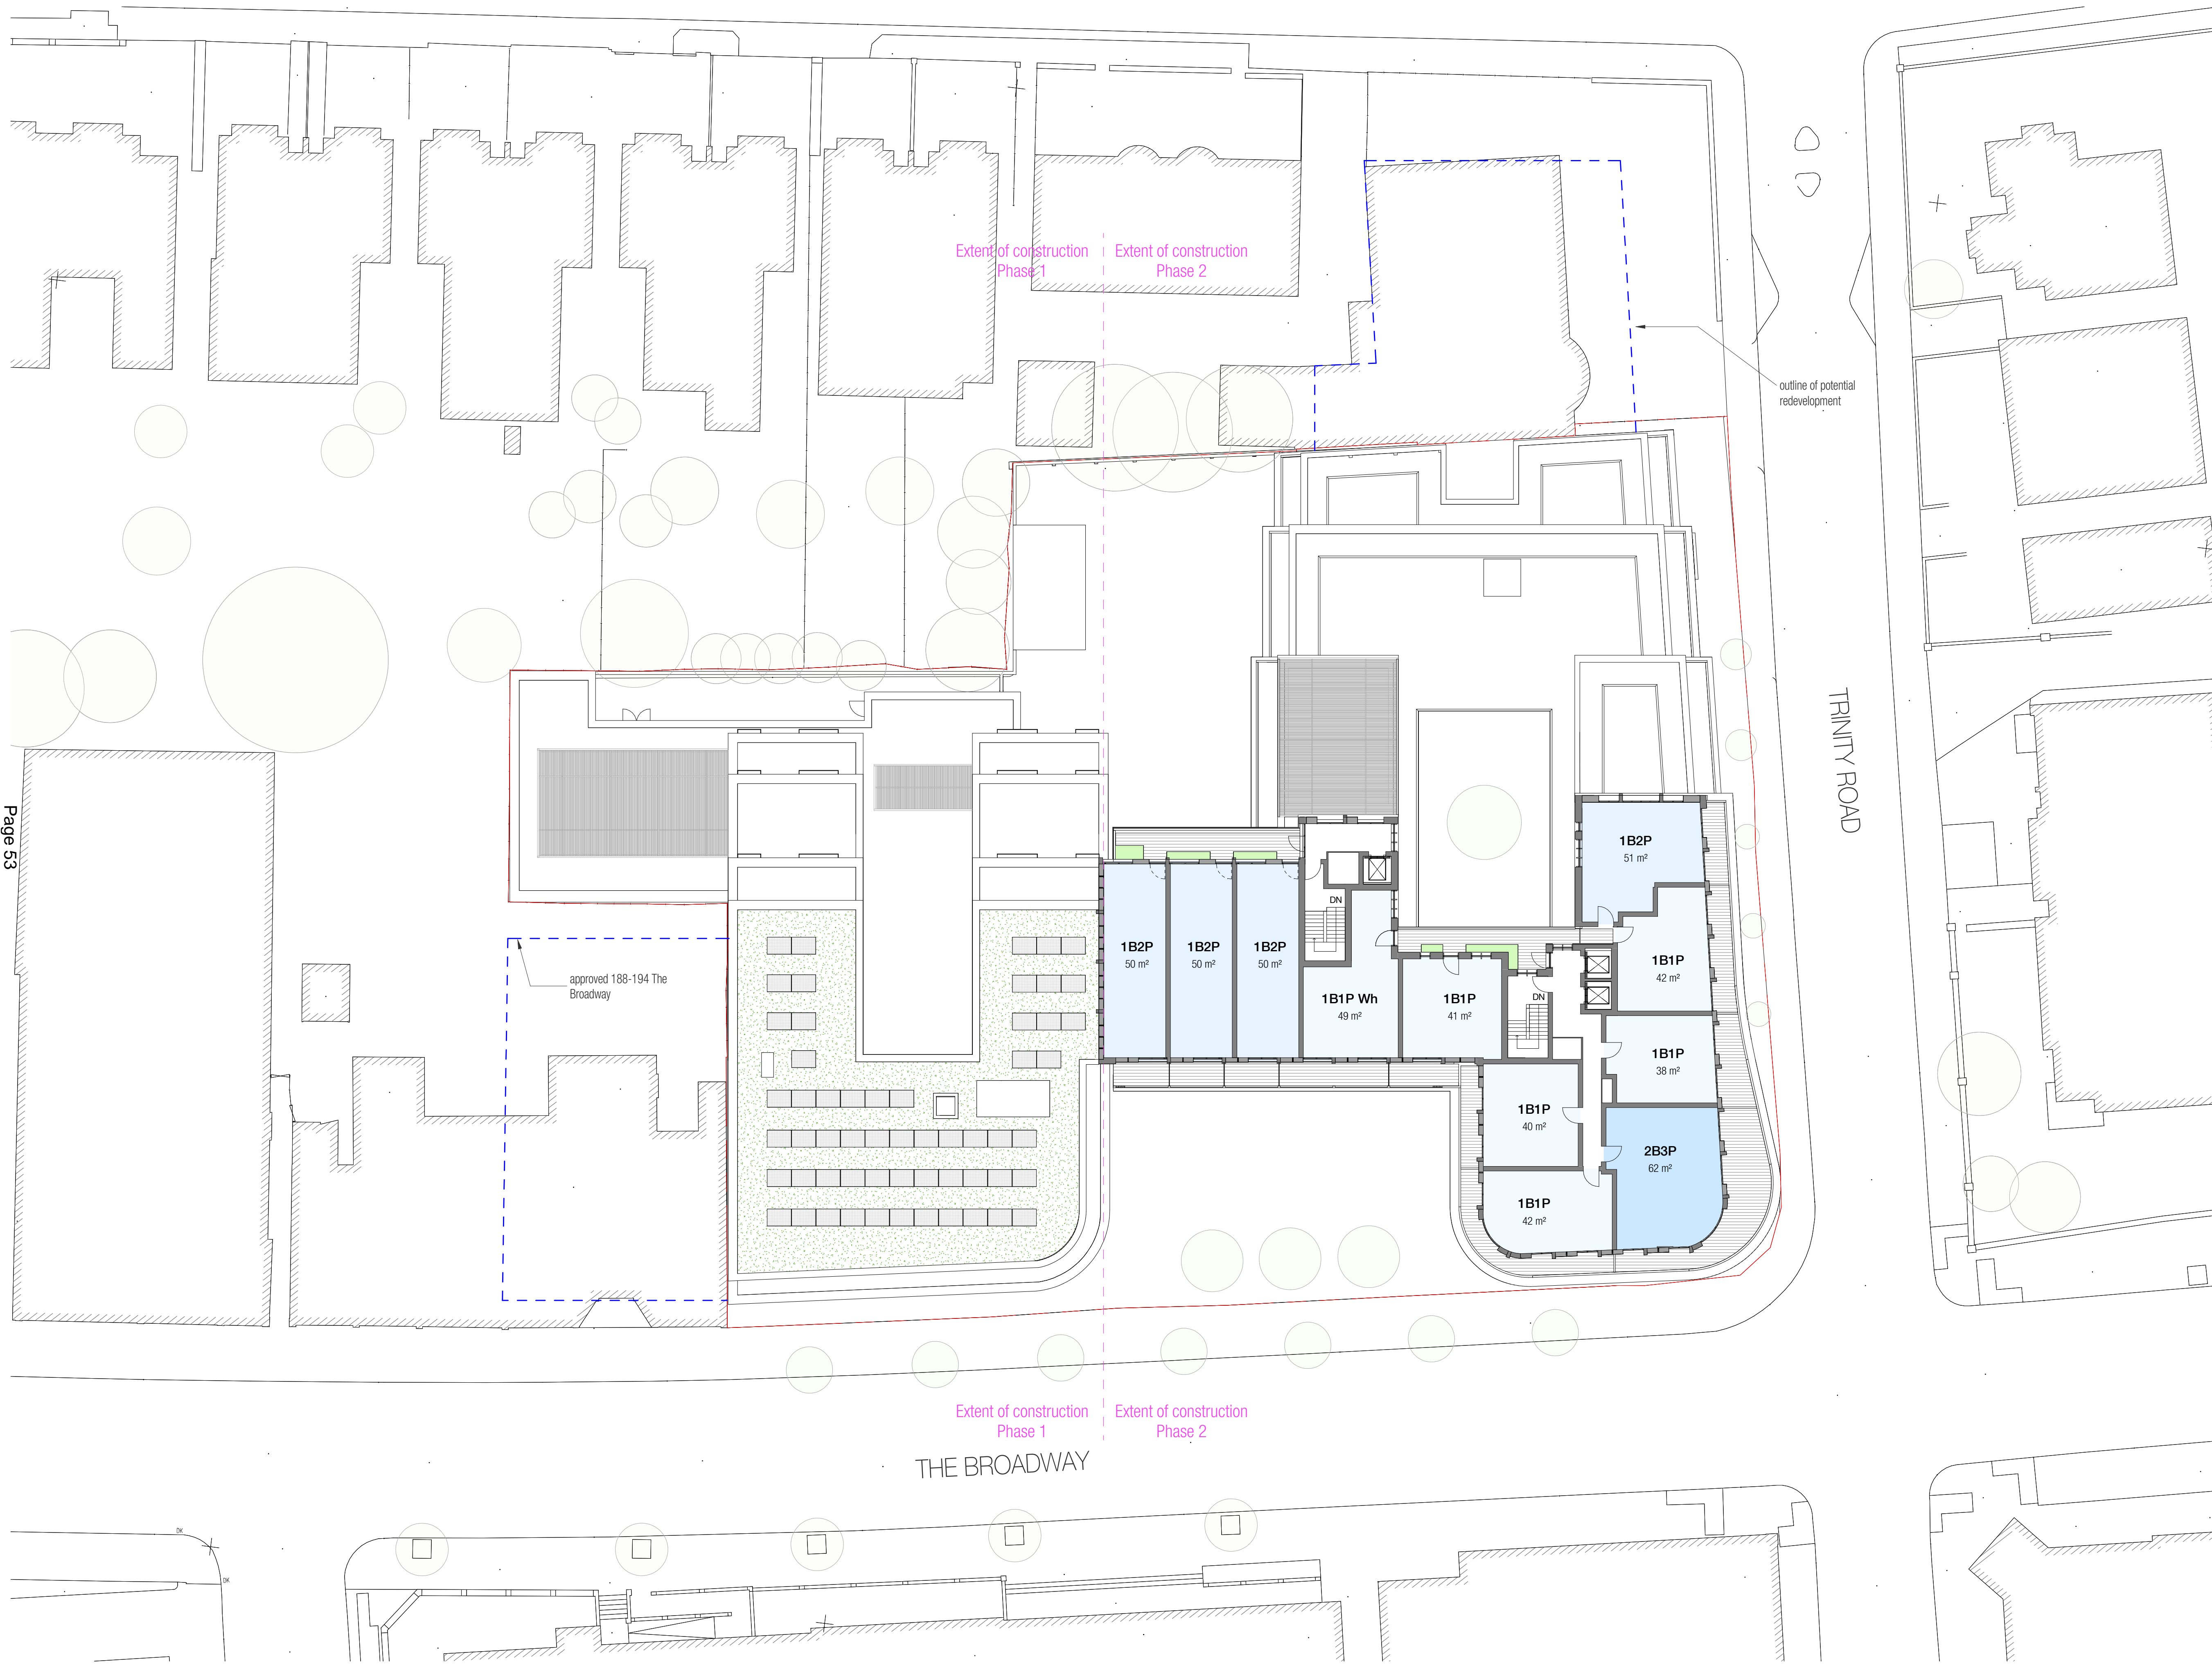 Extent of construction
Phase 1
Extent of construction
Phase 2
outline of potential
redevelopment
TRINITY ROAD
Page 53
approved 188-194 The
Broadway
1B2P
50 m²
1B2P
50 m²
1B2P
50 m²
DN
1B1P Wh
49 m²
1B1P
41 m²
DN
1B2P
51 m²
1B1P
42 m²
1B1P
38 m²
1B1P
40 m²
2B3P
62 m²
1B1P
42 m²
Extent of construction
Phase 1
Extent of construction
Phase 2
THE BROADWAY
DK
DK